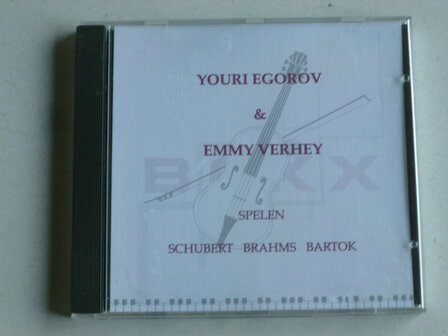 YOURI EGOROV
&
EMMY VERHEY
SPELEN
SCHUBERT BRAHMS BARTOK